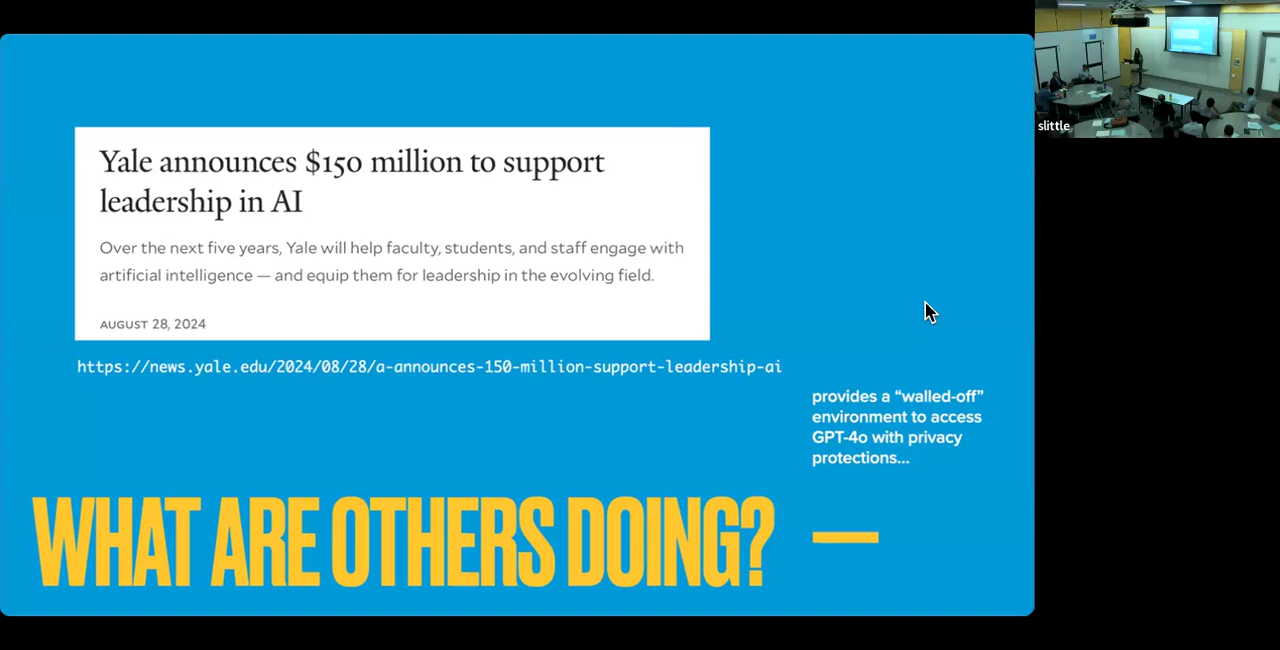 Yale announces $150 million to support
leadership in AI
Over the next five years, Yale will help faculty, students, and staff engage with
artificial intelligence — and equip them for leadership in the evolving field.
AUGUST 28, 2024
https://news.yale.edu/2024/08/28/a-announces-150-million-support-leadership-ai
provides a “walled-off”
environment to access
GPT-4o with privacy
protections...
WHAT ARE OTHERS DOING?
slittle